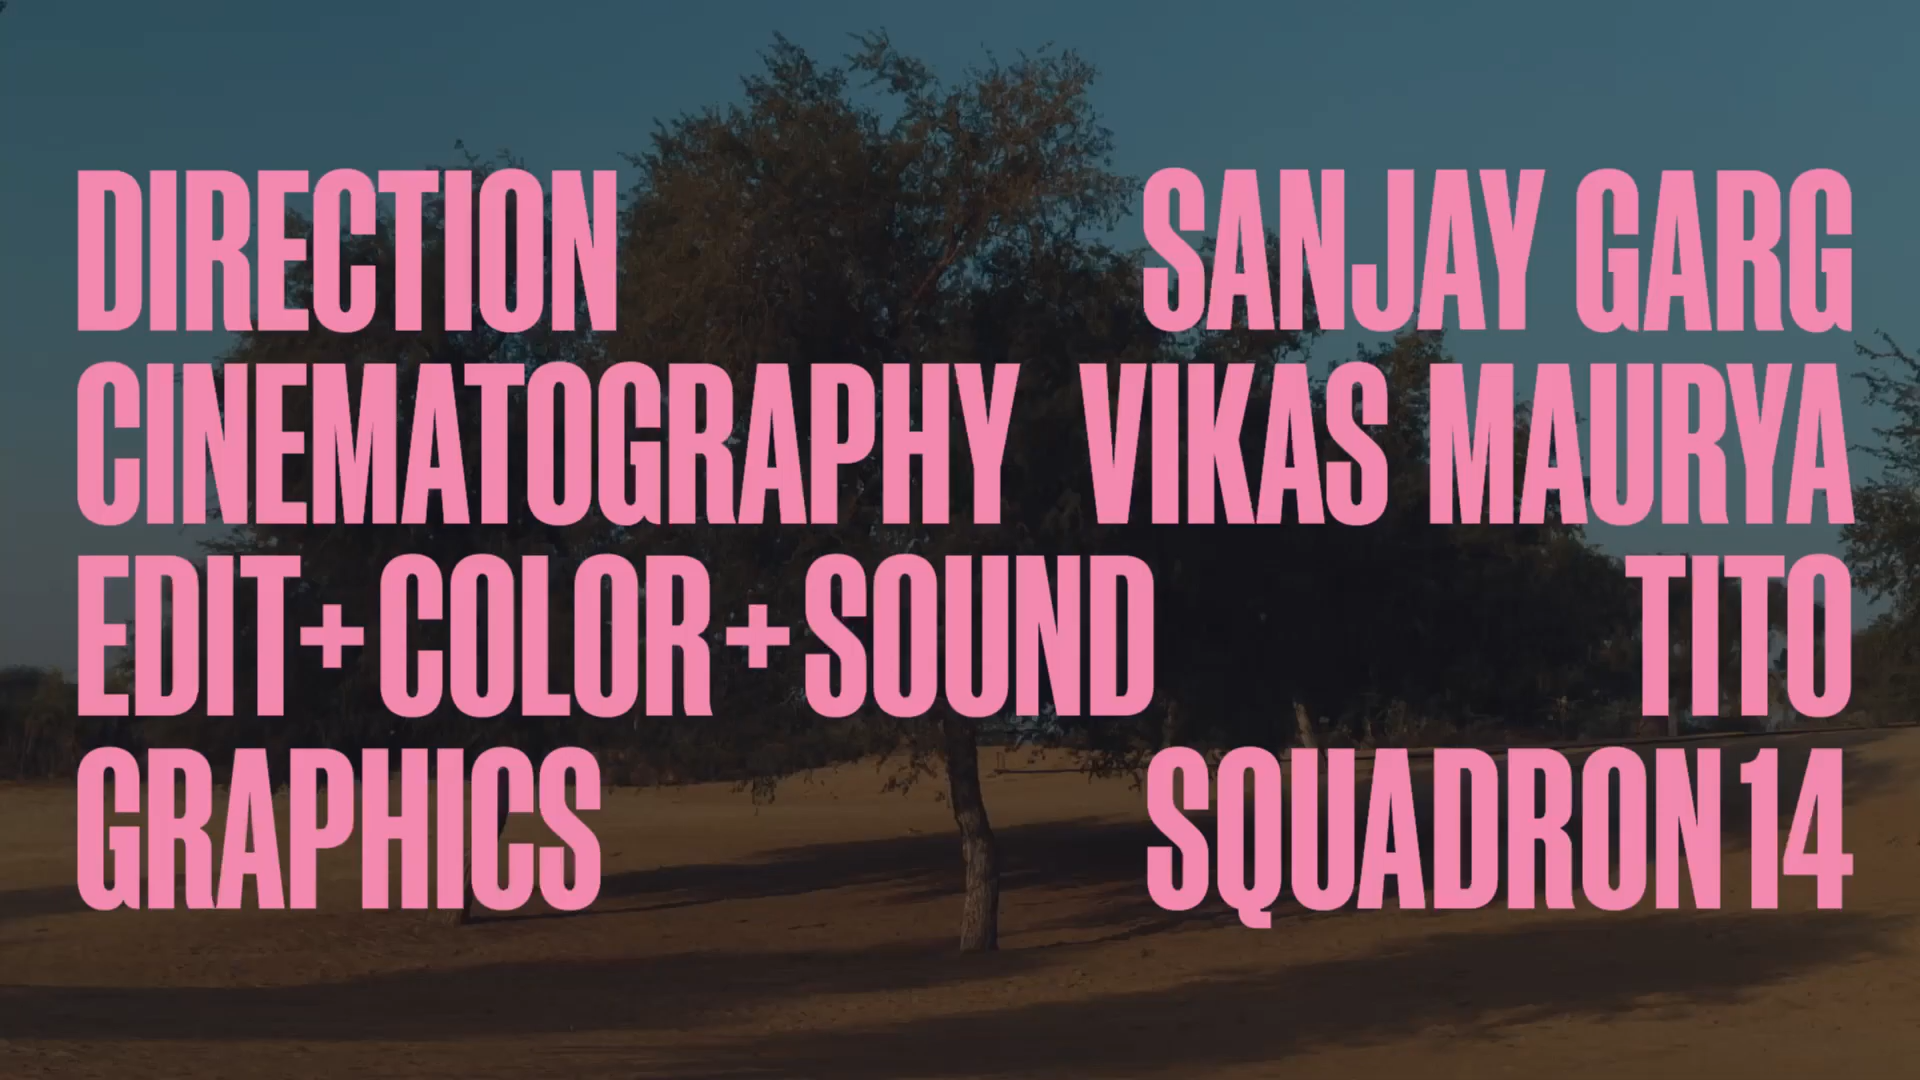 DIRECTION SANJAY GARG
CINEMATOGRAPHY VIKAS MAURYA
EDIT+COLOR+SOUND TITO
GRAPHICS SQUADRON14